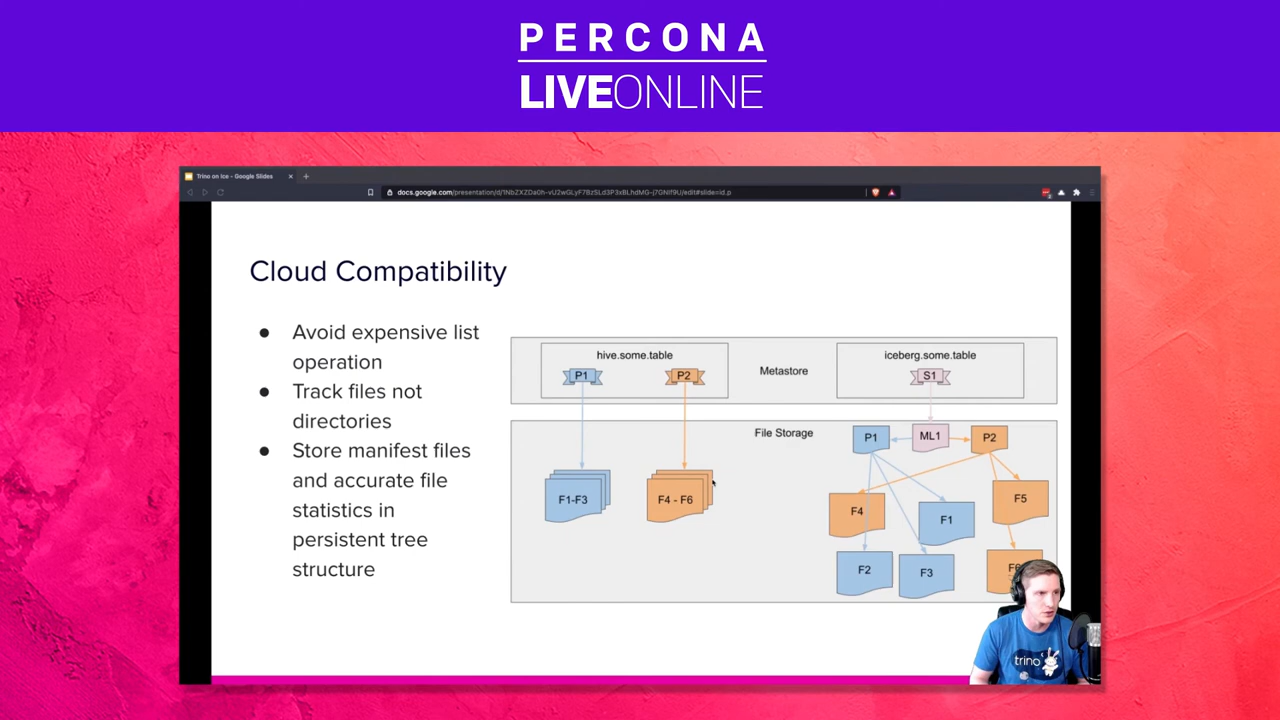 PERCONA
LIVEONLINE
Trino on Ice - Google Slides
Cloud Compatibility
● Avoid expensive list
operation
● Track files not
directories
● Store manifest files
and accurate file
statistics in
persistent tree
structure
hive.some.table
P1
P2
Metastore
iceberg.some.table
S1
File Storage
P1
ML1
P2
F1-F3
F4 - F6
F4
F1
F5
F2
F3
trino